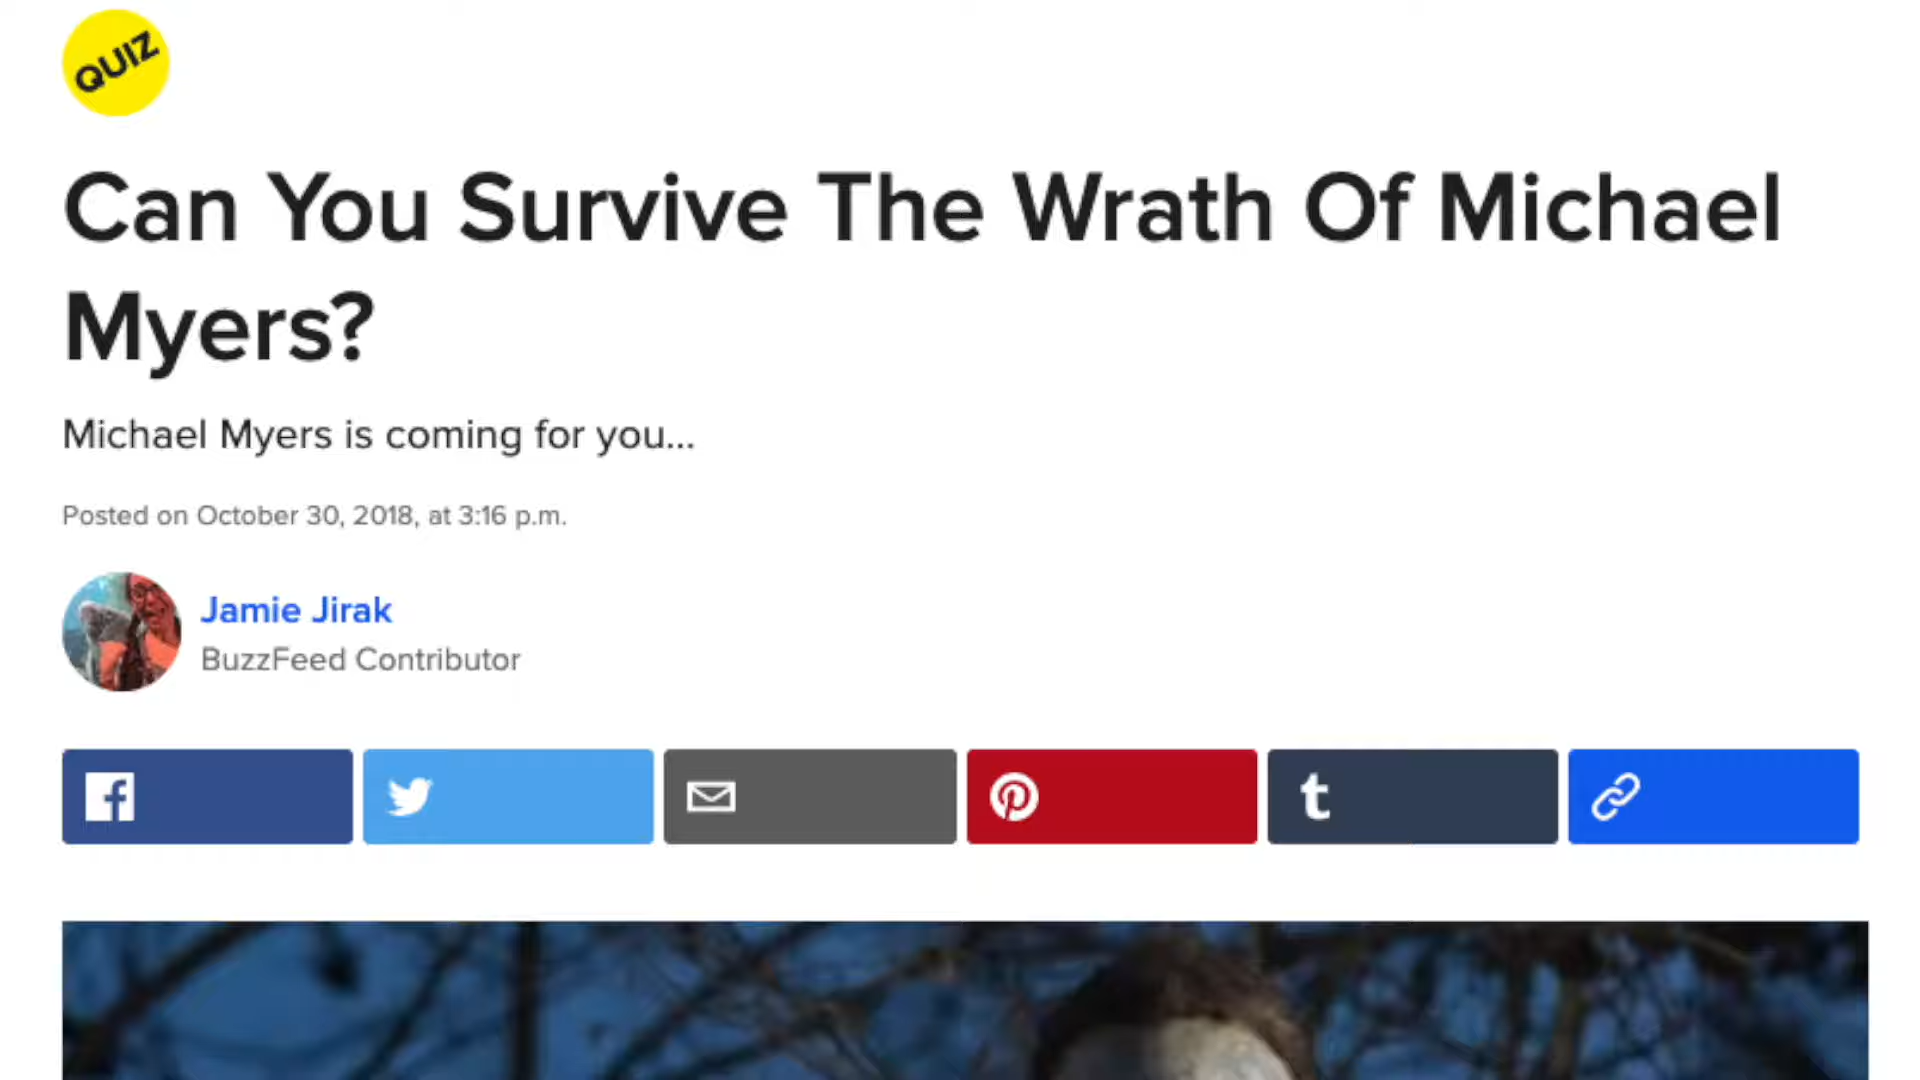 QUIZ
Can You Survive The Wrath Of Michael
Myers?
Michael Myers is coming for you...
Posted on October 30, 2018, at 3:16 p.m.
Jamie Jirak
BuzzFeed Contributor